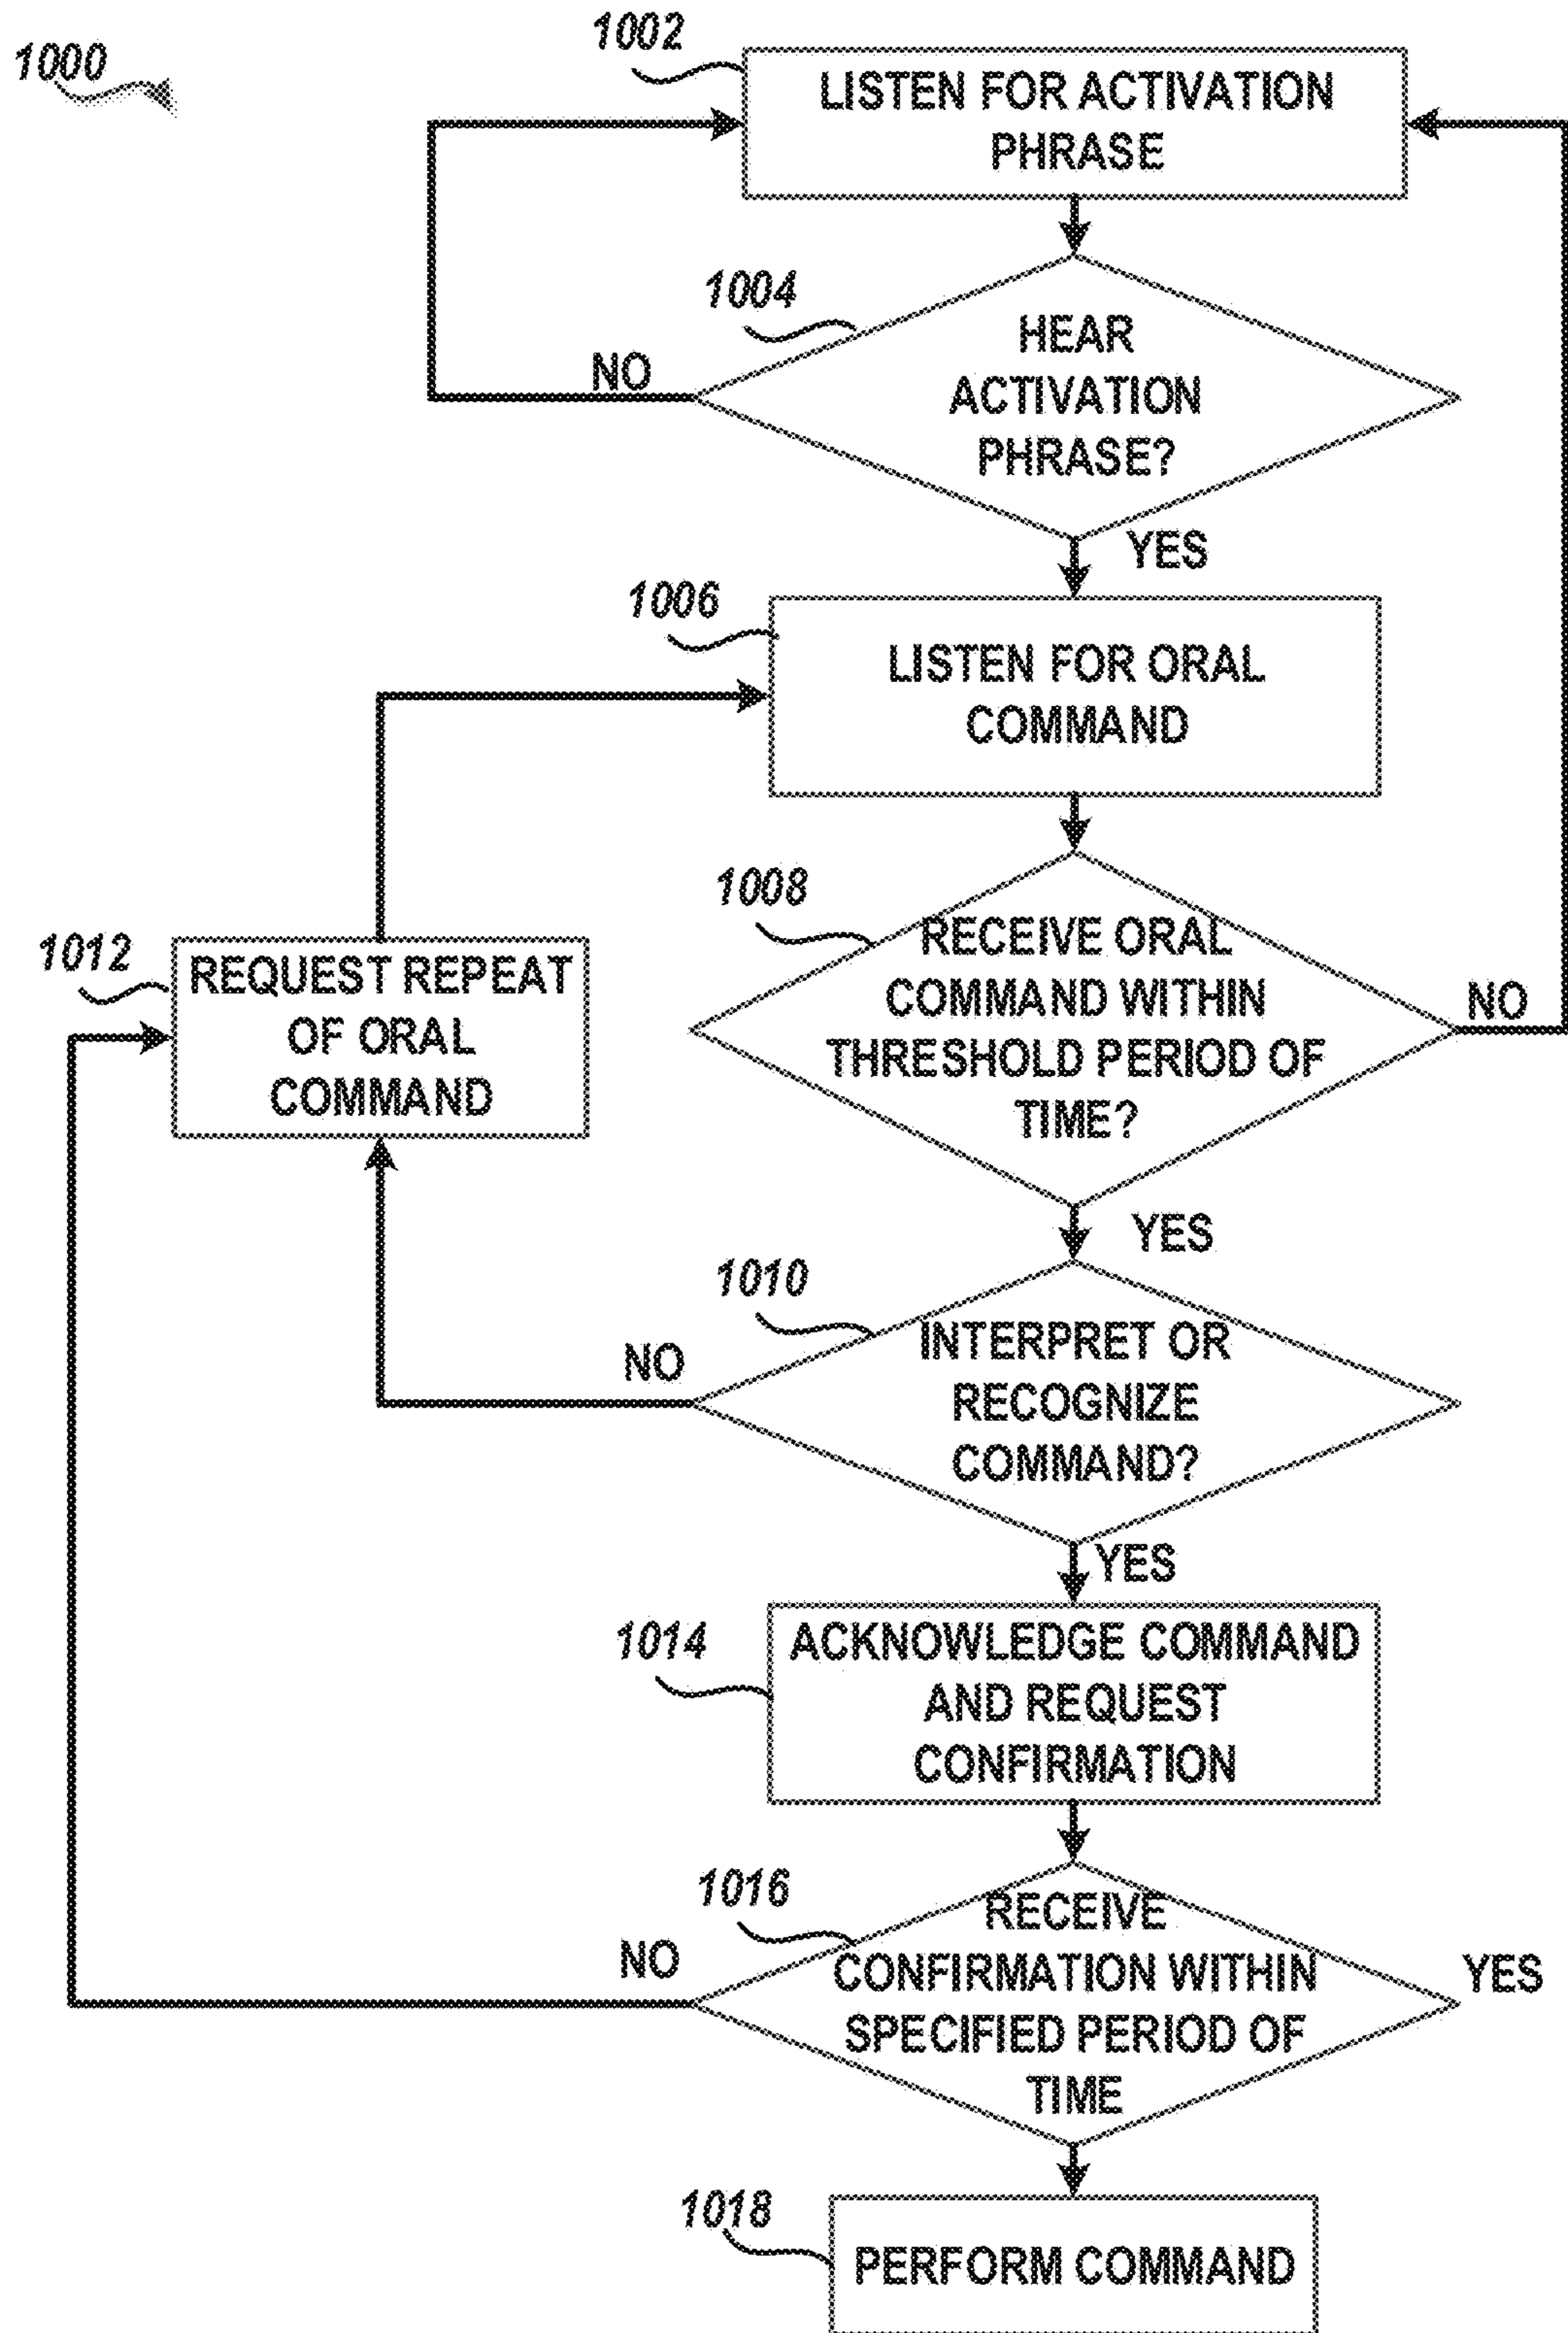 1000
1002
LISTEN FOR ACTIVATION
PHRASE
1004
HEAR
ACTIVATION
PHRASE?
NO
YES
1006
LISTEN FOR ORAL
COMMAND
1008
RECEIVE ORAL
COMMAND WITHIN
THRESHOLD PERIOD OF
TIME?
NO
YES
1012
REQUEST REPEAT
OF ORAL
COMMAND
1010
INTERPRET OR
RECOGNIZE
COMMAND?
NO
YES
1014
ACKNOWLEDGE COMMAND
AND REQUEST
CONFIRMATION
1016
RECEIVE
CONFIRMATION WITHIN
SPECIFIED PERIOD OF
TIME
NO
YES
1018
PERFORM COMMAND